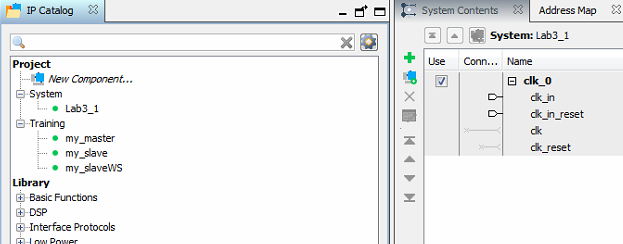 IP Catalog
Project
New Component...
System
Lab3_1
Training
my_master
my_slave
my_slaveWS
Library
Basic Functions
DSP
Interface Protocols
Low Power
System Contents
Address Map
System: Lab3_1
Use Conn... Name
clk_0
clk_in
clk_in_reset
clk
clk_reset